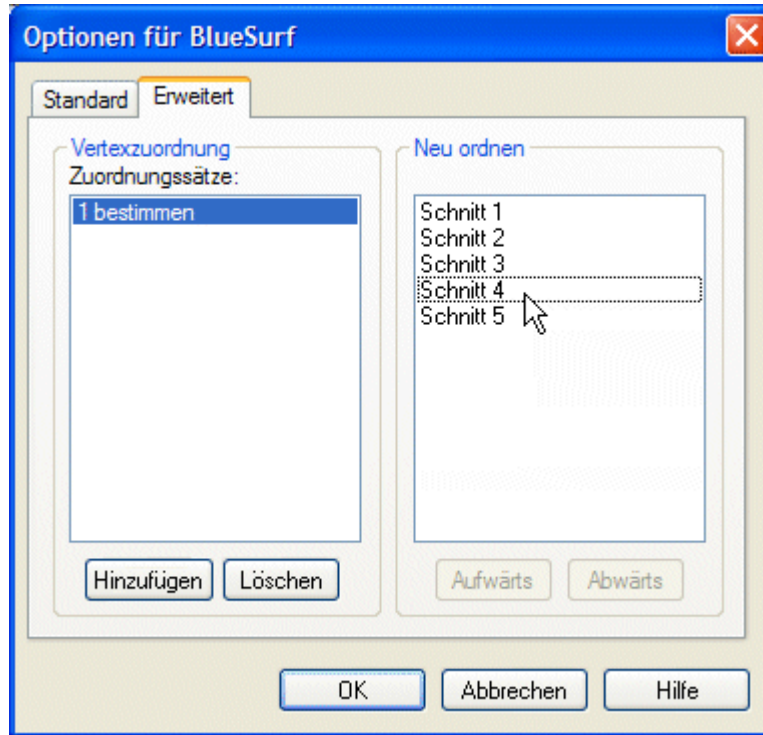 Optionen für BlueSurf
Standard
Erweitert
Vertexzuordnung
Zuordnungssätze:
1 bestimmen
Hinzufügen
Löschen
Neu ordnen
Schnitt 1
Schnitt 2
Schnitt 3
Schnitt 4
Schnitt 5
Aufwärts
Abwärts
OK
Abbrechen
Hilfe